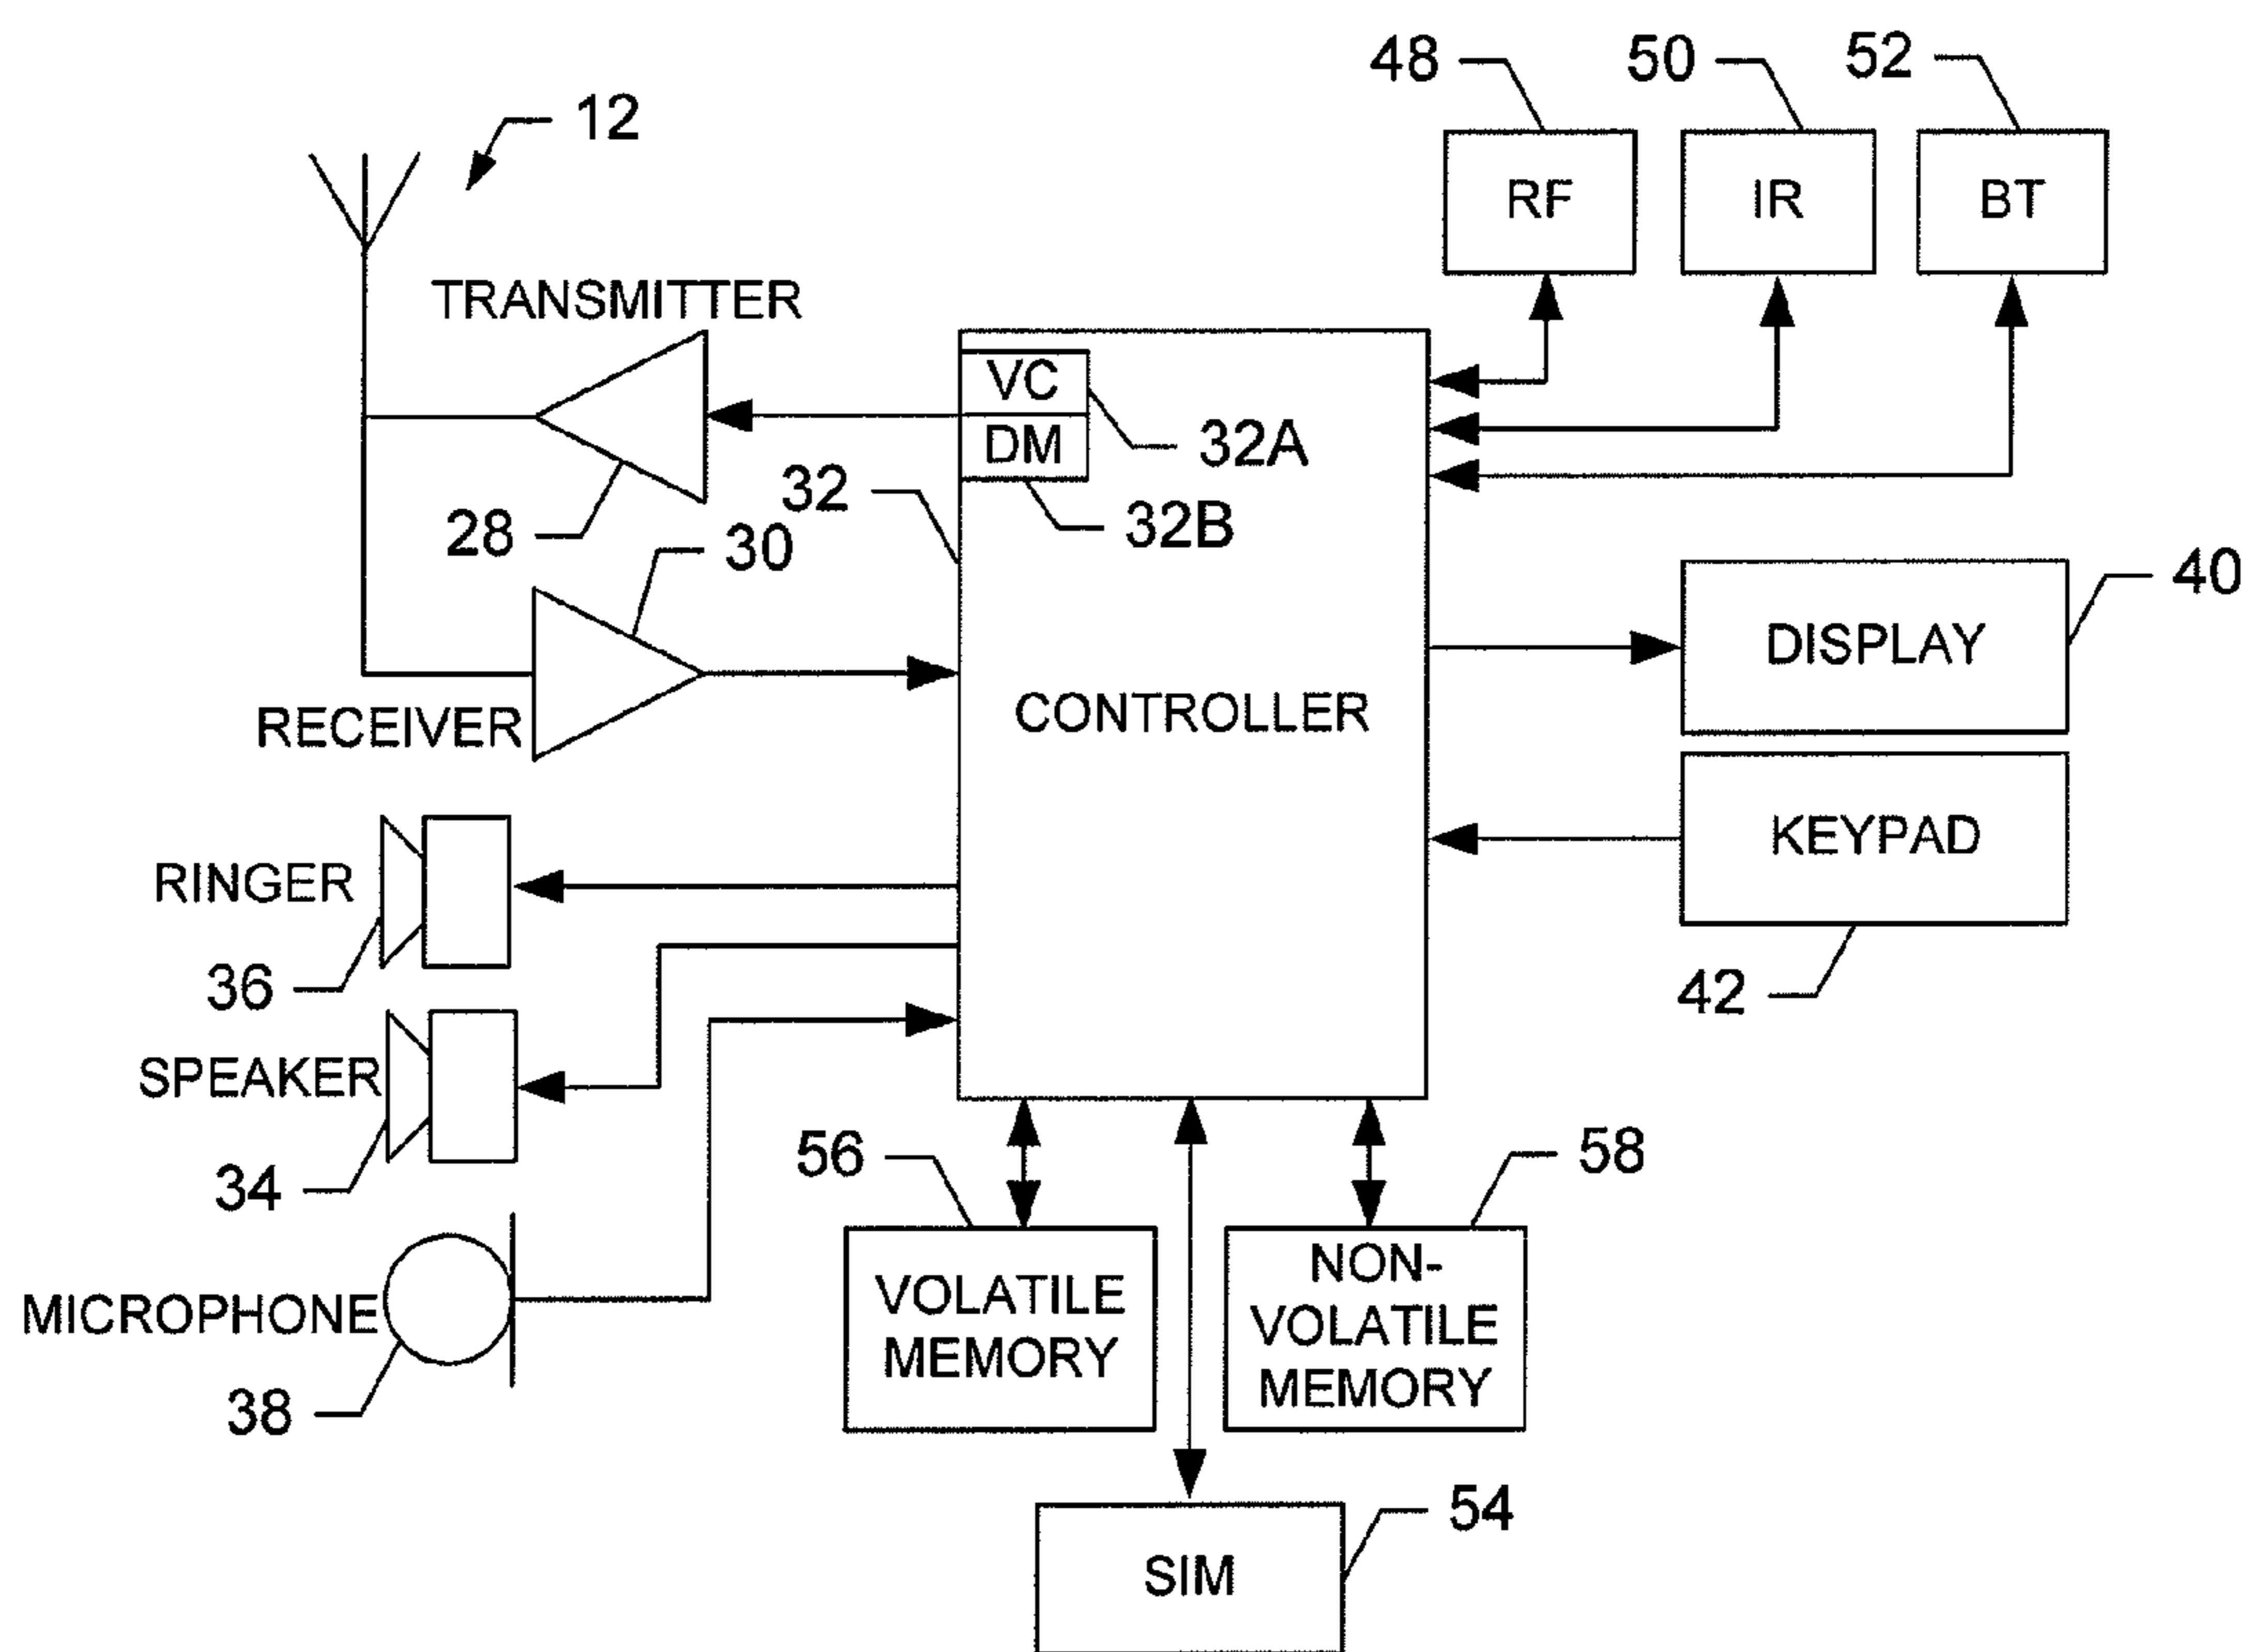 48
50
52
12
RF
IR
BT
TRANSMITTER
VC
DM
32A
32
32B
28
30
40
DISPLAY
CONTROLLER
RECEIVER
KEYPAD
RINGER
36
42
SPEAKER
34
56
58
MICROPHONE
38
VOLATILE
MEMORY
NON-
VOLATILE
MEMORY
54
SIM